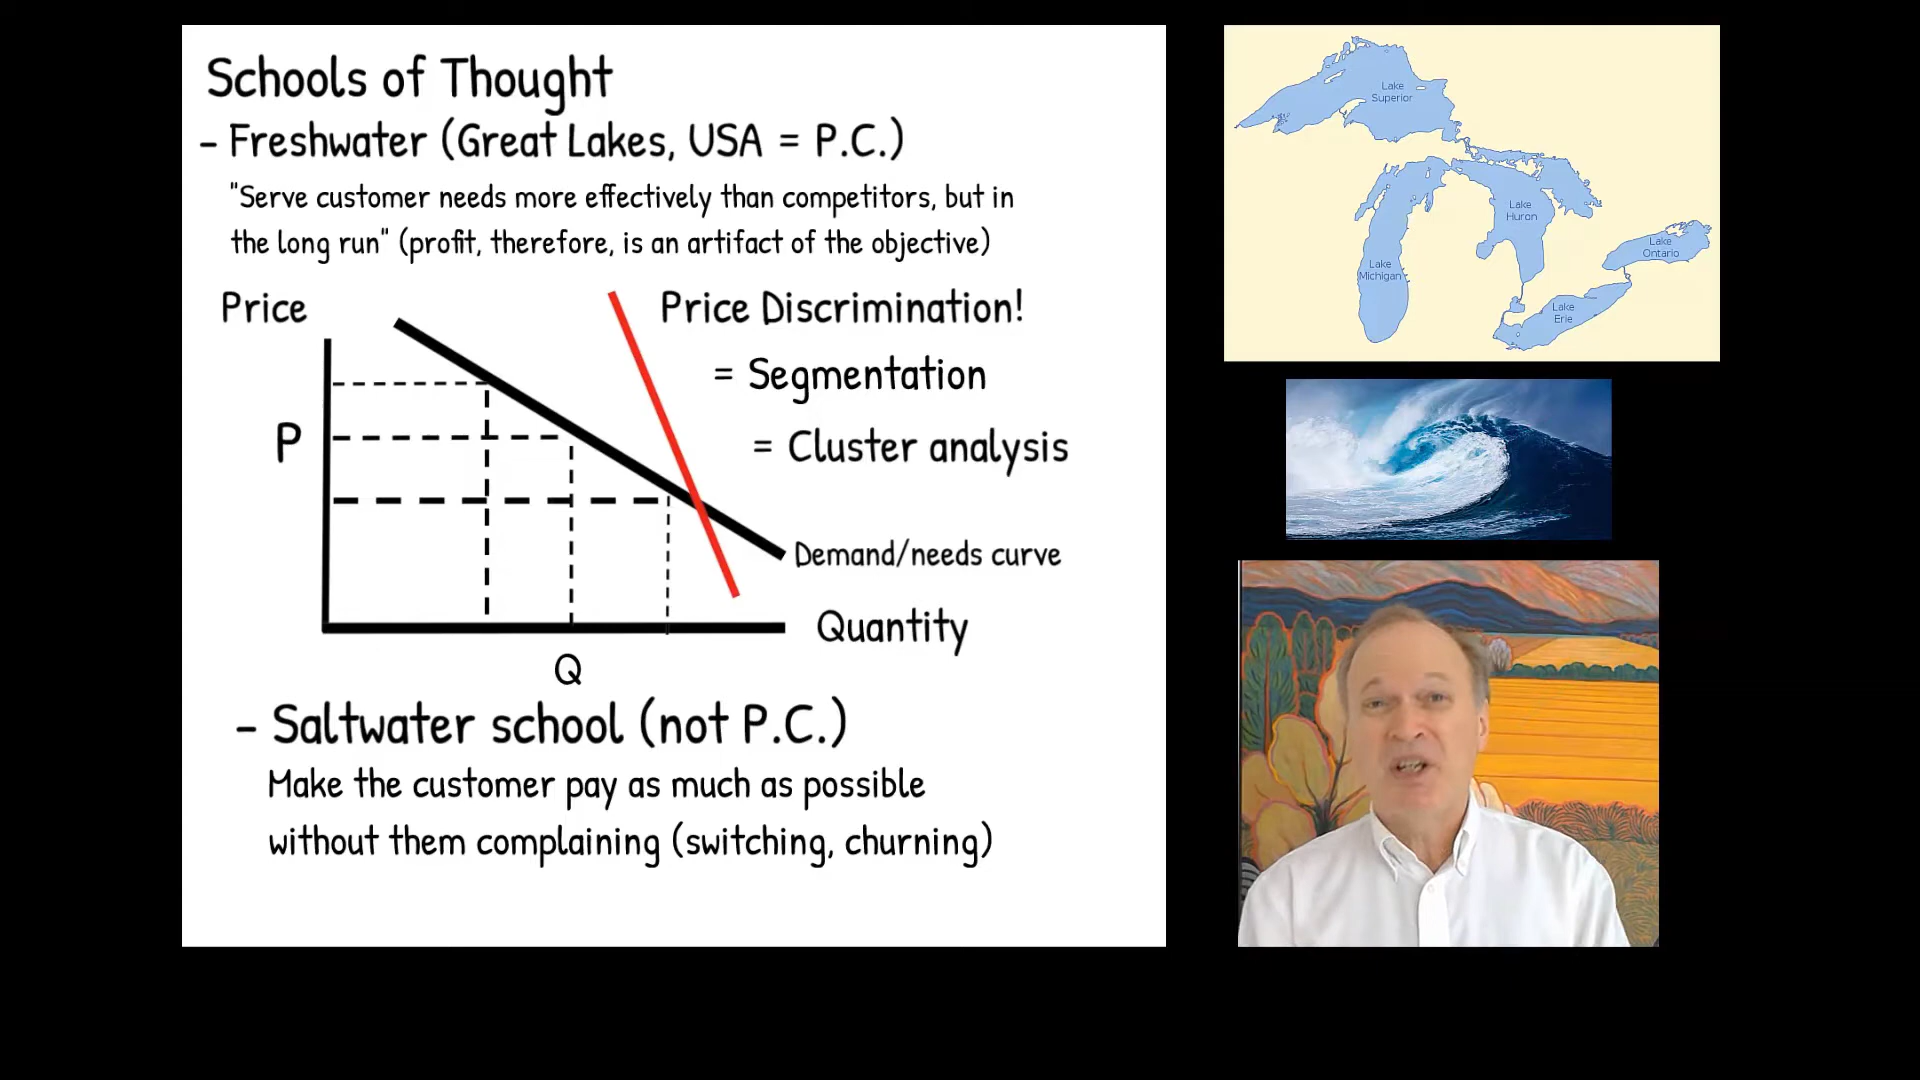 Schools of Thought
- Freshwater (Great Lakes, USA = P.C.)
"Serve customer needs more effectively than competitors, but in
the long run" (profit, therefore, is an artifact of the objective)
Price
Price Discrimination!
= Segmentation
P
= Cluster analysis
Demand/needs curve
Quantity
Q
- Saltwater school (not P.C.)
Make the customer pay as much as possible
without them complaining (switching, churning)
Lake
Superior
Lake
Huron
Lake
Ontario
Lake
Michigan
Lake
Erie